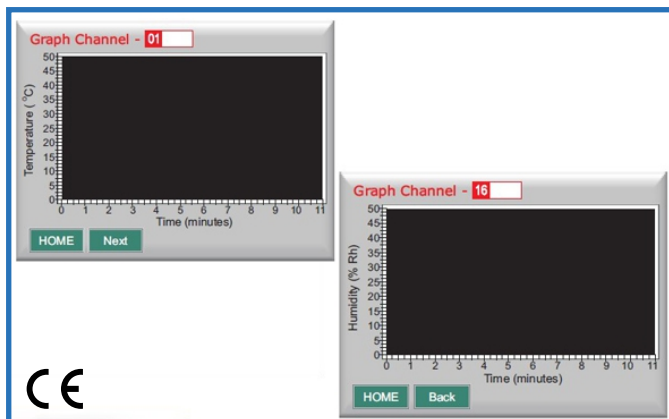 Graph Channel - 01
Temperature (°C)
50
45
40
35
30
25
20
15
10
5
0
0 1 2 3 4 5 6 7 8 9 10 11
Time (minutes)
HOME Next
Graph Channel - 16
Humidity (% Rh)
50
45
40
35
30
25
20
15
10
5
0
0 1 2 3 4 5 6 7 8 9 10 11
Time (minutes)
HOME Back
CE